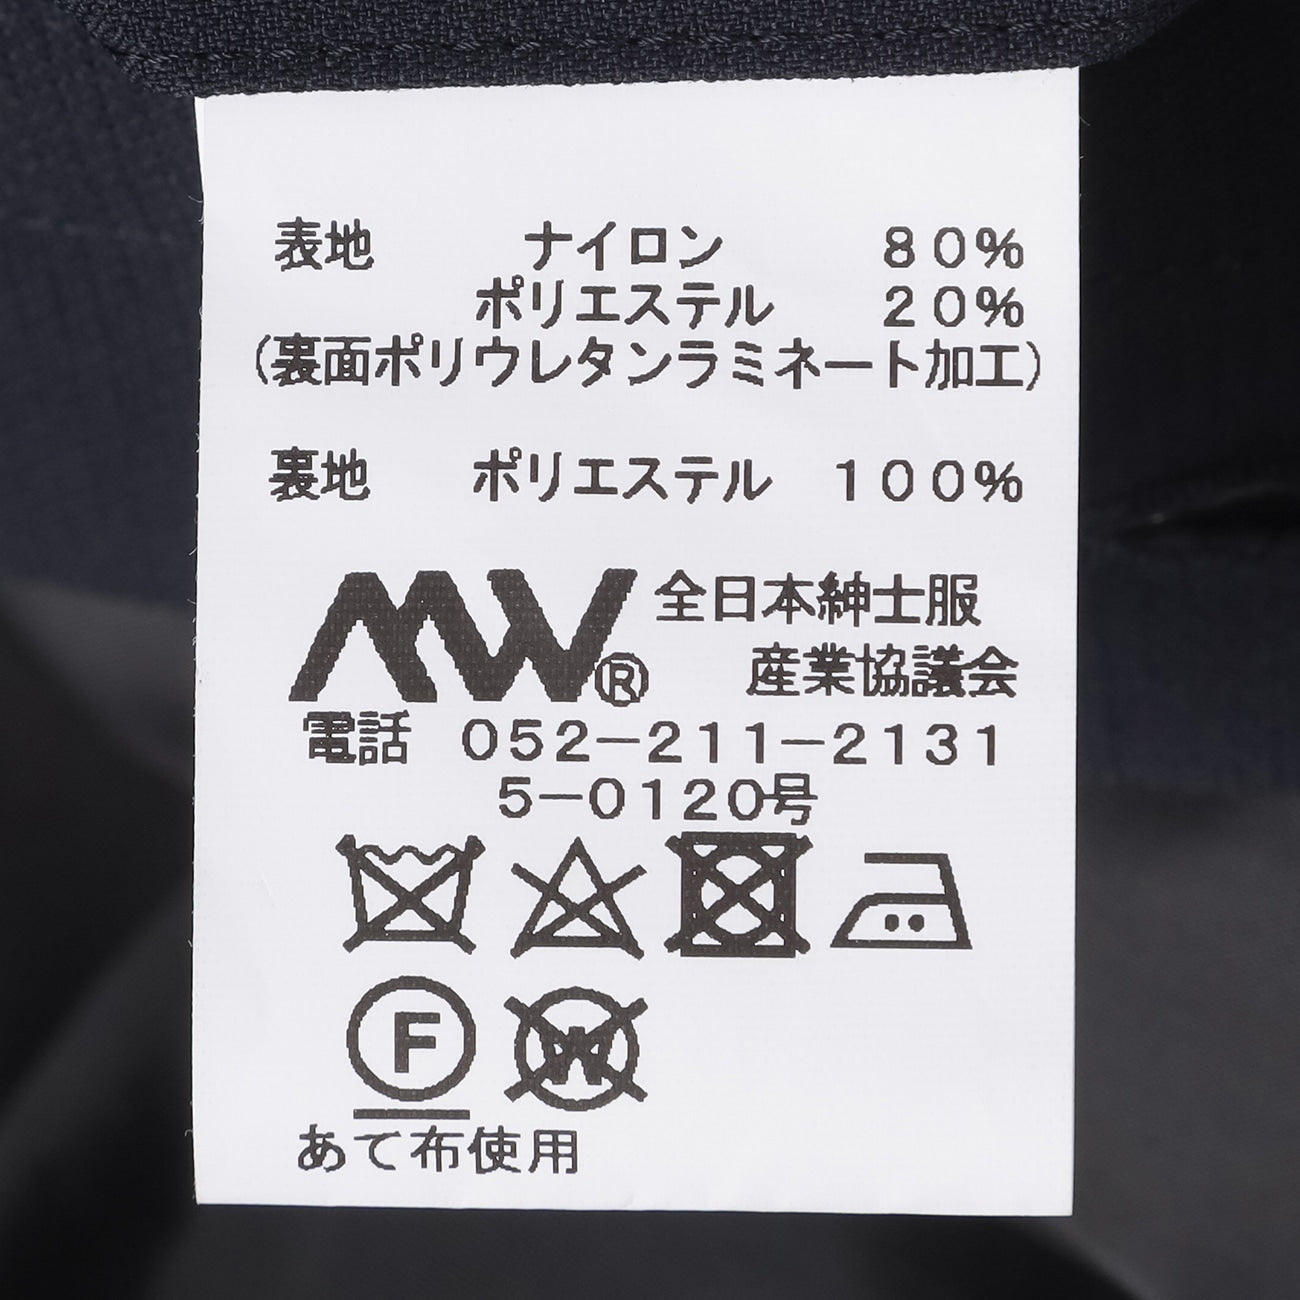 表地　ナイロン　８０％
ポリエステル　２０％
（裏面ポリウレタンラミネート加工）
裏地　ポリエステル　１００％
MW® 全日本紳士服
産業協議会
電話　０５２－２１１－２１３１
５－０１２０号
F W
あて布使用